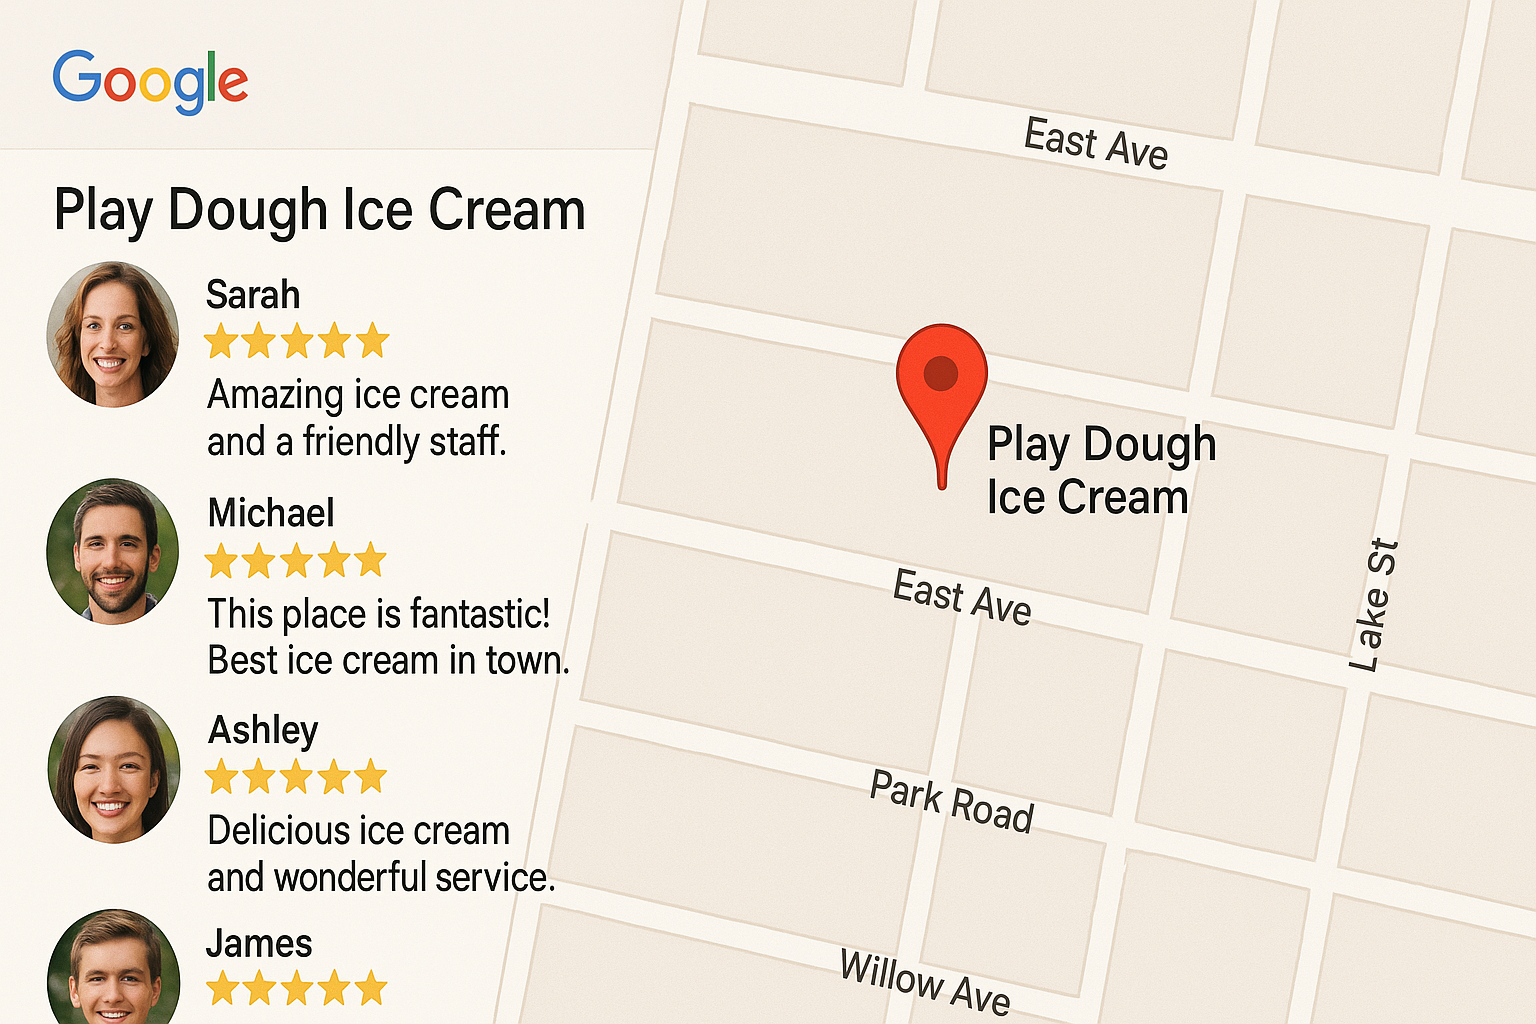 Google
Play Dough Ice Cream
Sarah
Amazing ice cream
and a friendly staff.
Michael
This place is fantastic!
Best ice cream in town.
Ashley
Delicious ice cream
and wonderful service.
James
East Ave
Play Dough
Ice Cream
East Ave
Lake St
Park Road
Willow Ave